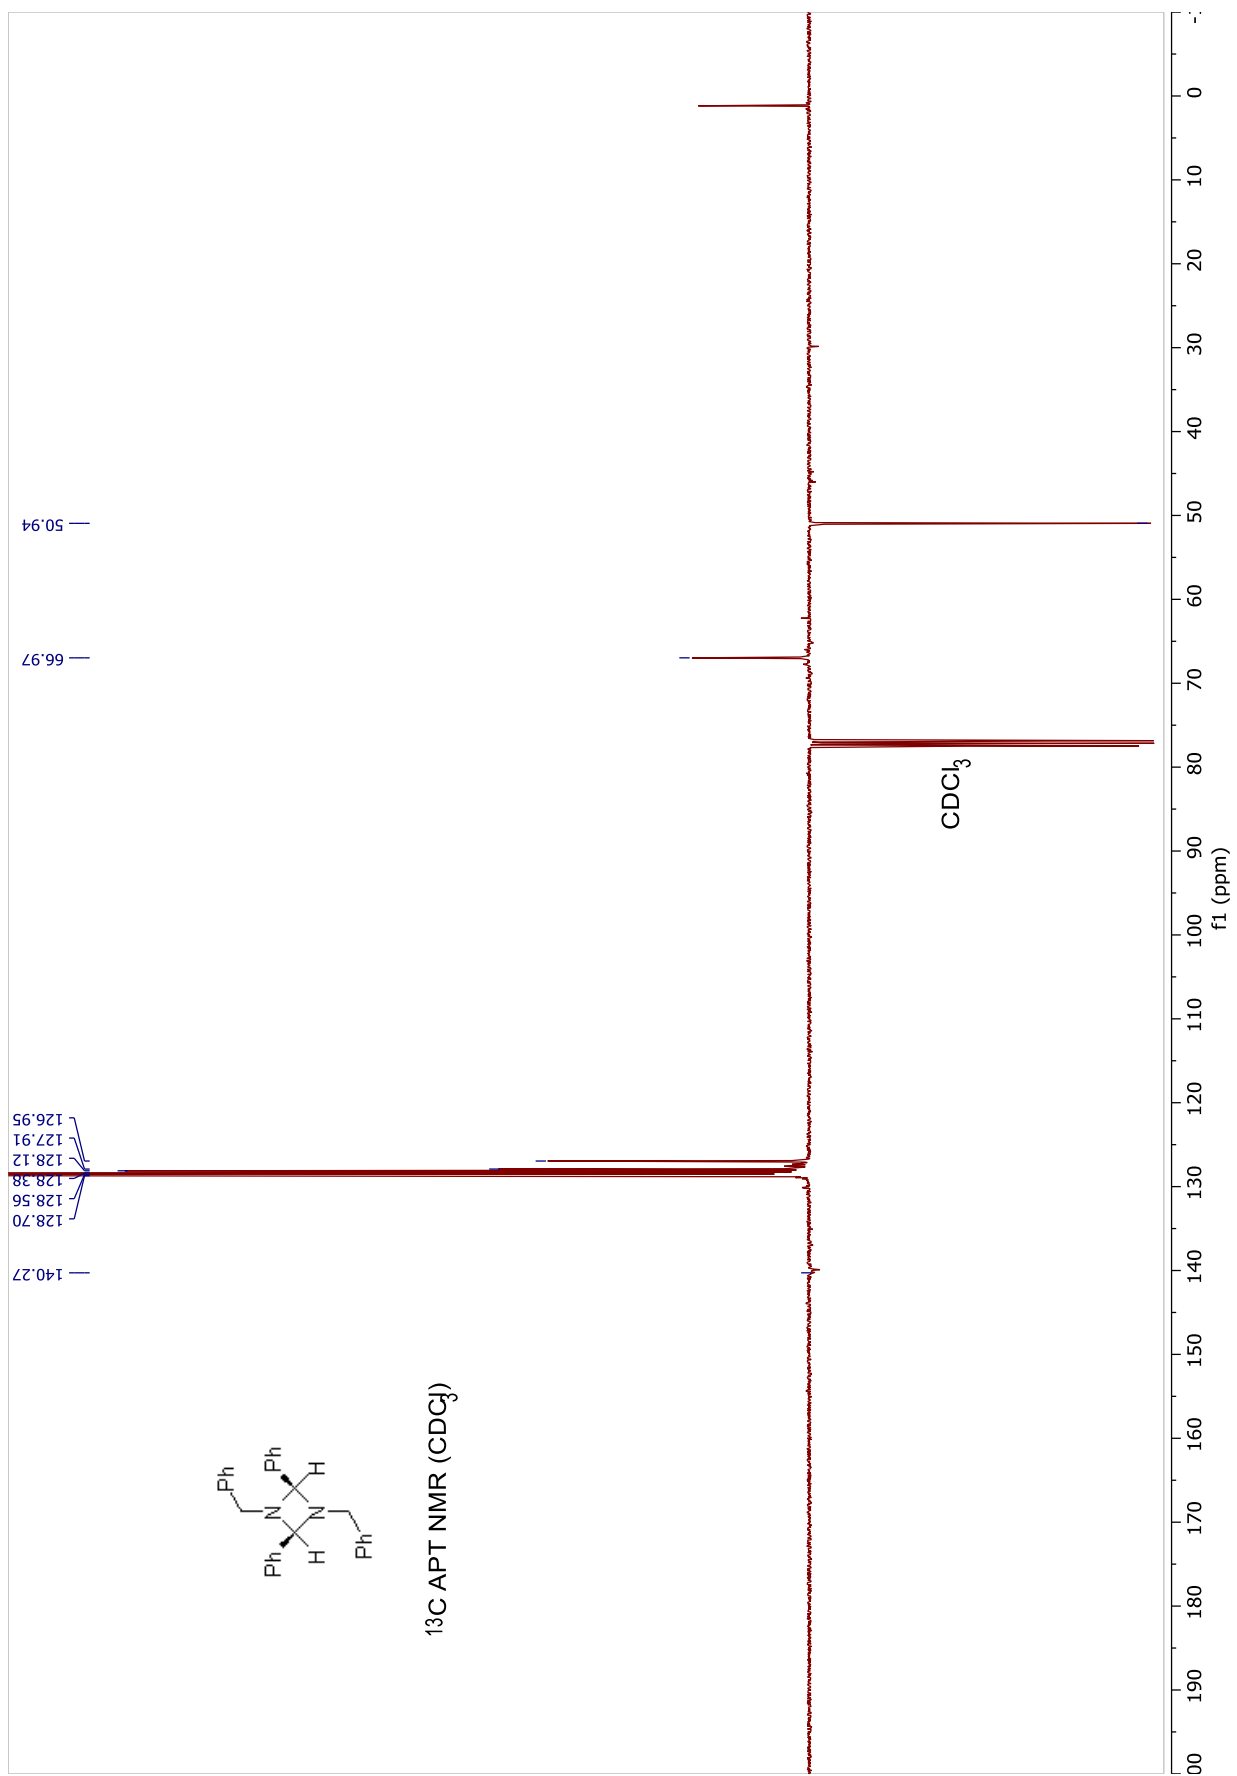 140.27
128.70
128.56
128.38
128.12
127.91
126.95
66.97
50.94
Ph
N
Ph
Ph
H
N
H
Ph
¹³C APT NMR (CDCl₃)
CDCl₃
00 190 180 170 160 150 140 130 120 110 100 90 80 70 60 50 40 30 20 10 0 -:
f1 (ppm)